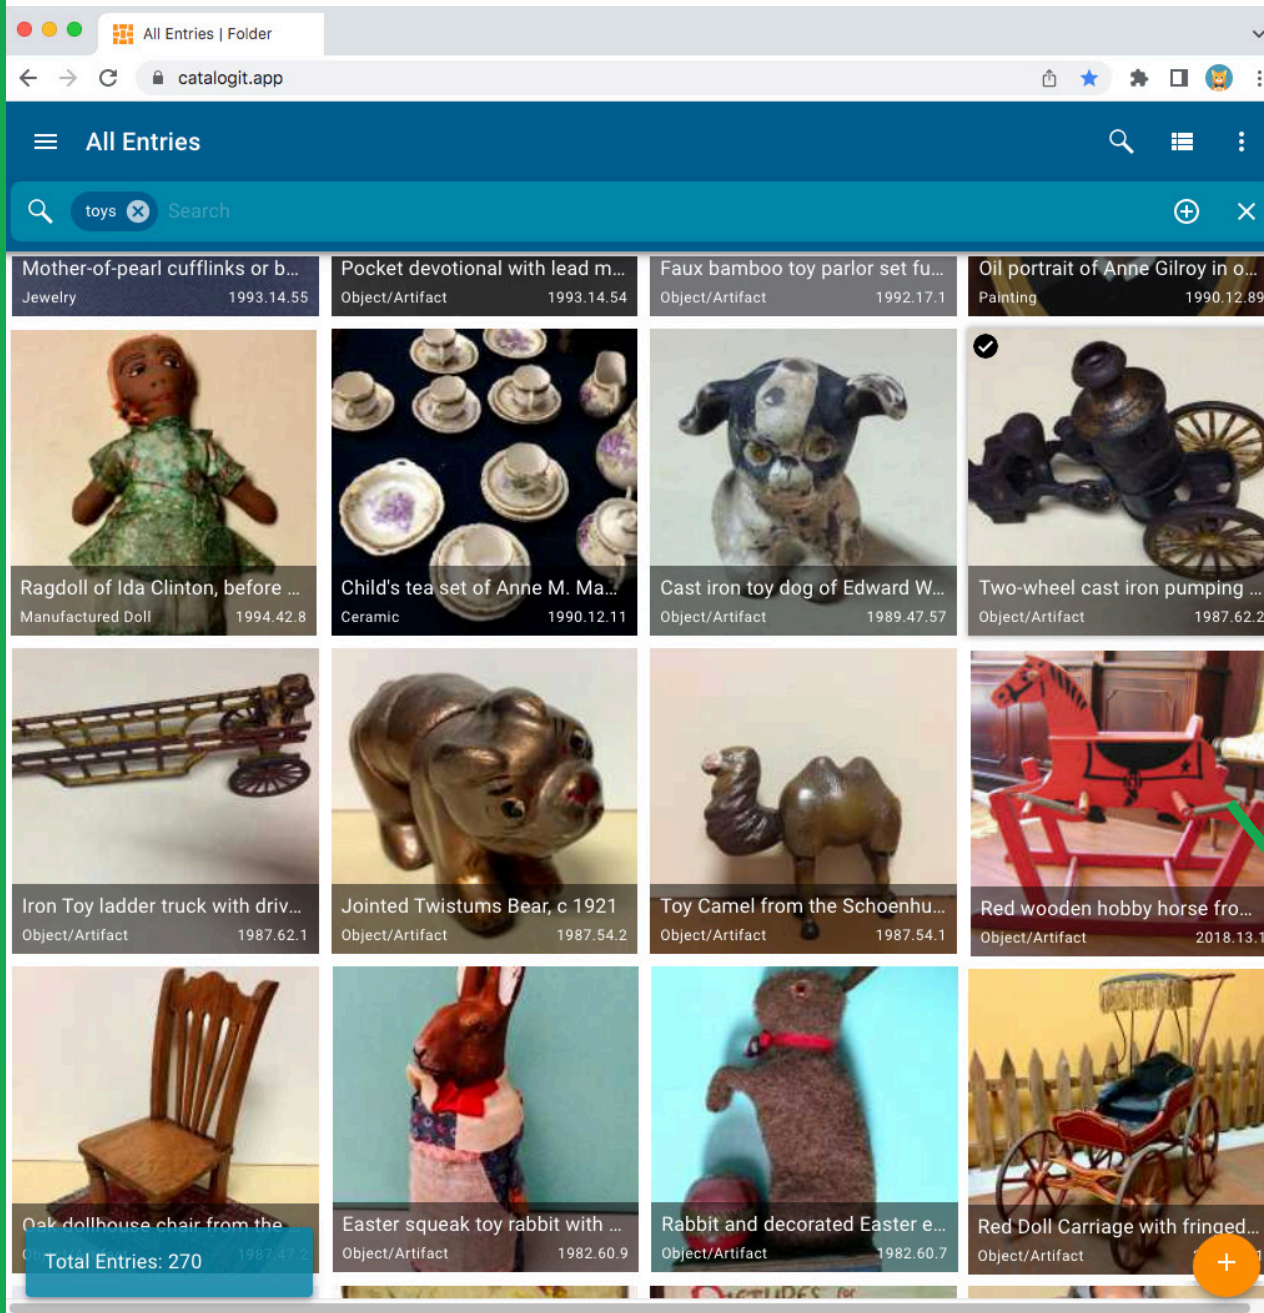 All Entries | Folder
catalogit.app
All Entries
toys
Search
Mother-of-pearl cufflinks or b...
Jewelry 1993.14.55
Pocket devotional with lead m...
Object/Artifact 1993.14.54
Faux bamboo toy parlor set fu...
Object/Artifact 1992.17.1
Oil portrait of Anne Gilroy in o...
Painting 1990.12.89
Ragdoll of Ida Clinton, before ...
Manufactured Doll 1994.42.8
Child's tea set of Anne M. Ma...
Ceramic 1990.12.11
Cast iron toy dog of Edward W...
Object/Artifact 1989.47.57
Two-wheel cast iron pumping ...
Object/Artifact 1987.62.2
Iron Toy ladder truck with driv...
Object/Artifact 1987.62.1
Jointed Twistums Bear, c 1921
Object/Artifact 1987.54.2
Toy Camel from the Schoenhu...
Object/Artifact 1987.54.1
Red wooden hobby horse fro...
Object/Artifact 2018.13.1
Oak dollhouse chair from the
1987.47.2
Easter squeak toy rabbit with ...
Object/Artifact 1982.60.9
Rabbit and decorated Easter e...
Object/Artifact 1982.60.7
Red Doll Carriage with fringed...
Object/Artifact
Total Entries: 270
PICTURES for